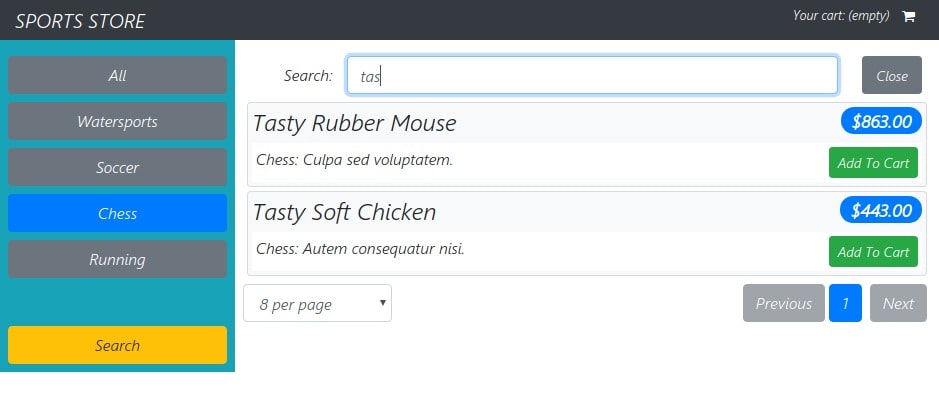 SPORTS STORE
Your cart: (empty)
All
Watersports
Soccer
Chess
Running
Search
Search:
tas
Close
Tasty Rubber Mouse
$863.00
Chess: Culpa sed voluptatem.
Add To Cart
Tasty Soft Chicken
$443.00
Chess: Autem consequatur nisi.
Add To Cart
8 per page
Previous
1
Next